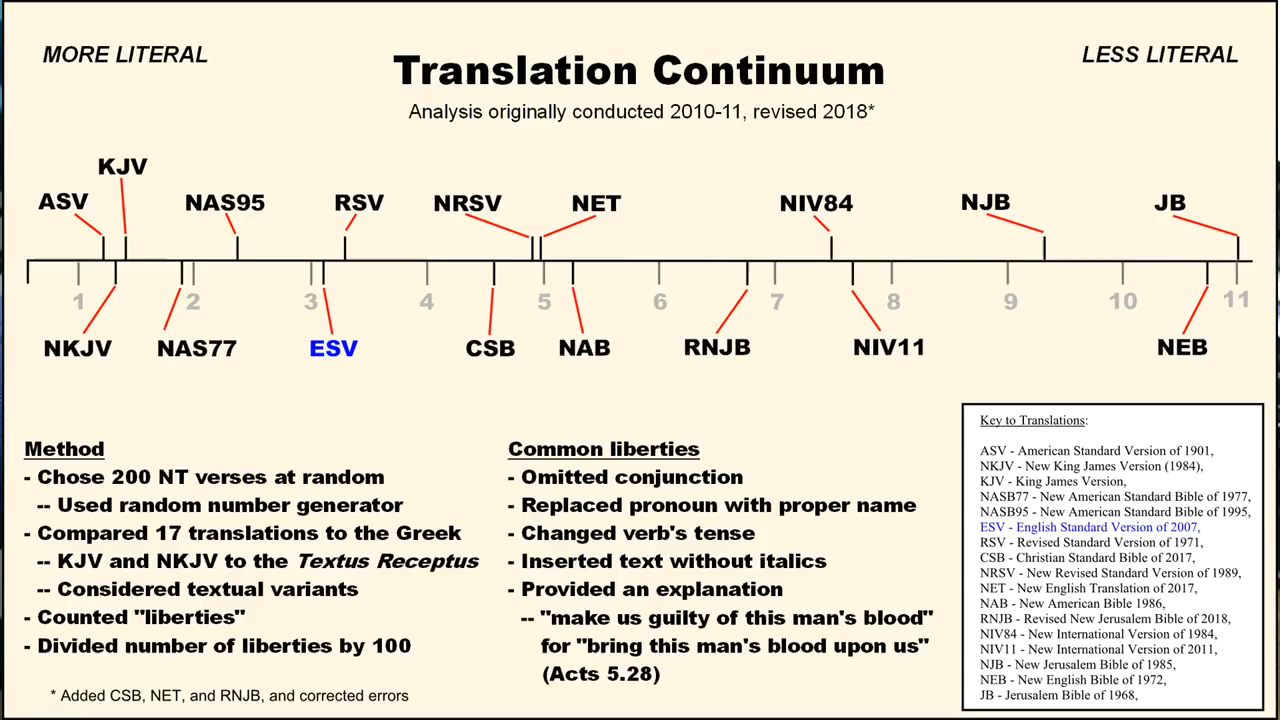 MORE LITERAL
LESS LITERAL
Translation Continuum
Analysis originally conducted 2010-11, revised 2018*
KJV
ASV NAS95 RSV NRSV NET NIV84 NJB JB
1 2 3 4 5 6 7 8 9 10 11
NKJV NAS77 ESV CSB NAB RNJB NIV11 NEB
Method
- Chose 200 NT verses at random
-- Used random number generator
- Compared 17 translations to the Greek
-- KJV and NKJV to the Textus Receptus
-- Considered textual variants
- Counted "liberties"
- Divided number of liberties by 100
* Added CSB, NET, and RNJB, and corrected errors
Common liberties
- Omitted conjunction
- Replaced pronoun with proper name
- Changed verb's tense
- Inserted text without italics
- Provided an explanation
-- "make us guilty of this man's blood"
for "bring this man's blood upon us"
(Acts 5.28)
Key to Translations:
ASV - American Standard Version of 1901,
NKJV - New King James Version (1984),
KJV - King James Version,
NASB77 - New American Standard Bible of 1977,
NASB95 - New American Standard Bible of 1995,
ESV - English Standard Version of 2007,
RSV - Revised Standard Version of 1971,
CSB - Christian Standard Bible of 2017,
NRSV - New Revised Standard Version of 1989,
NET - New English Translation of 2017,
NAB - New American Bible 1986,
RNJB - Revised New Jerusalem Bible of 2018,
NIV84 - New International Version of 1984,
NIV11 - New International Version of 2011,
NJB - New Jerusalem Bible of 1985,
NEB - New English Bible of 1972,
JB - Jerusalem Bible of 1968,